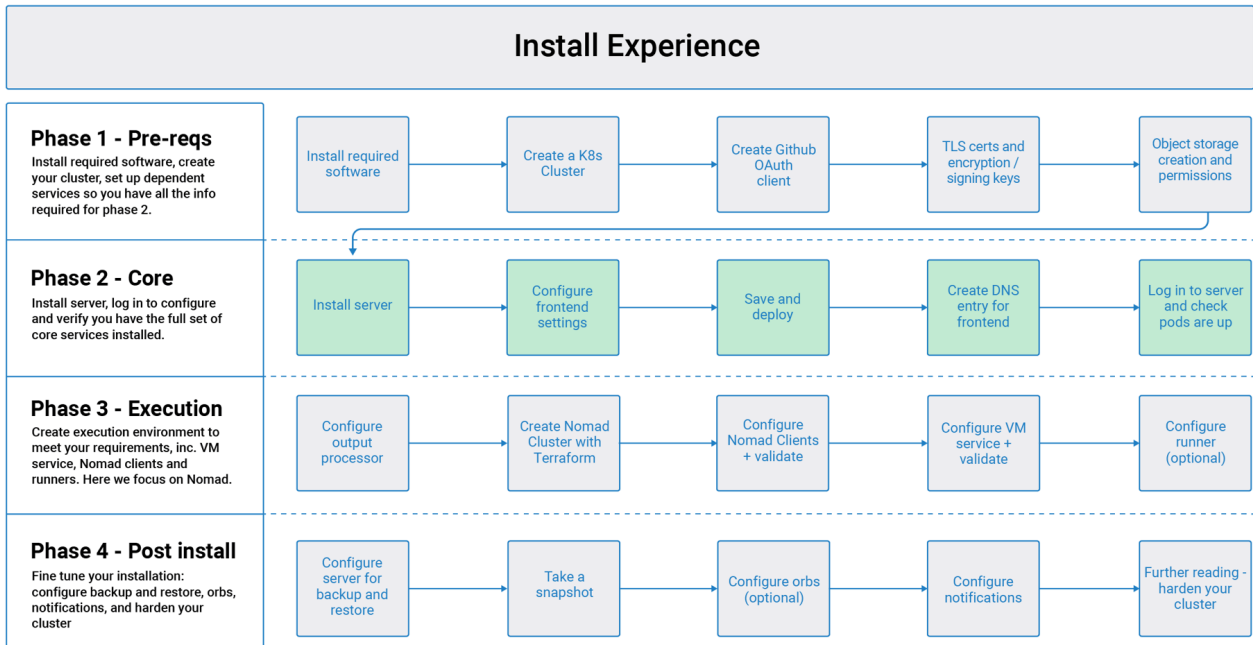 Install Experience
Phase 1 - Pre-reqs
Install required software, create
your cluster, set up dependent
services so you have all the info
required for phase 2.
Install required
software
Create a K8s
Cluster
Create Github
OAuth
client
TLS certs and
encryption /
signing keys
Object storage
creation and
permissions
Phase 2 - Core
Install server, log in to configure
and verify you have the full set of
core services installed.
Install server
Configure
frontend
settings
Save and
deploy
Create DNS
entry for
frontend
Log in to server
and check
pods are up
Phase 3 - Execution
Create execution environment to
meet your requirements, inc. VM
service, Nomad clients and
runners. Here we focus on Nomad.
Configure
output
processor
Create Nomad
Cluster with
Terraform
Configure
Nomad Clients
+ validate
Configure VM
service +
validate
Configure
runner
(optional)
Phase 4 - Post install
Fine tune your installation:
configure backup and restore, orbs,
notifications, and harden your
cluster
Configure
server for
backup and
restore
Take a
snapshot
Configure orbs
(optional)
Configure
notifications
Further reading -
harden your
cluster